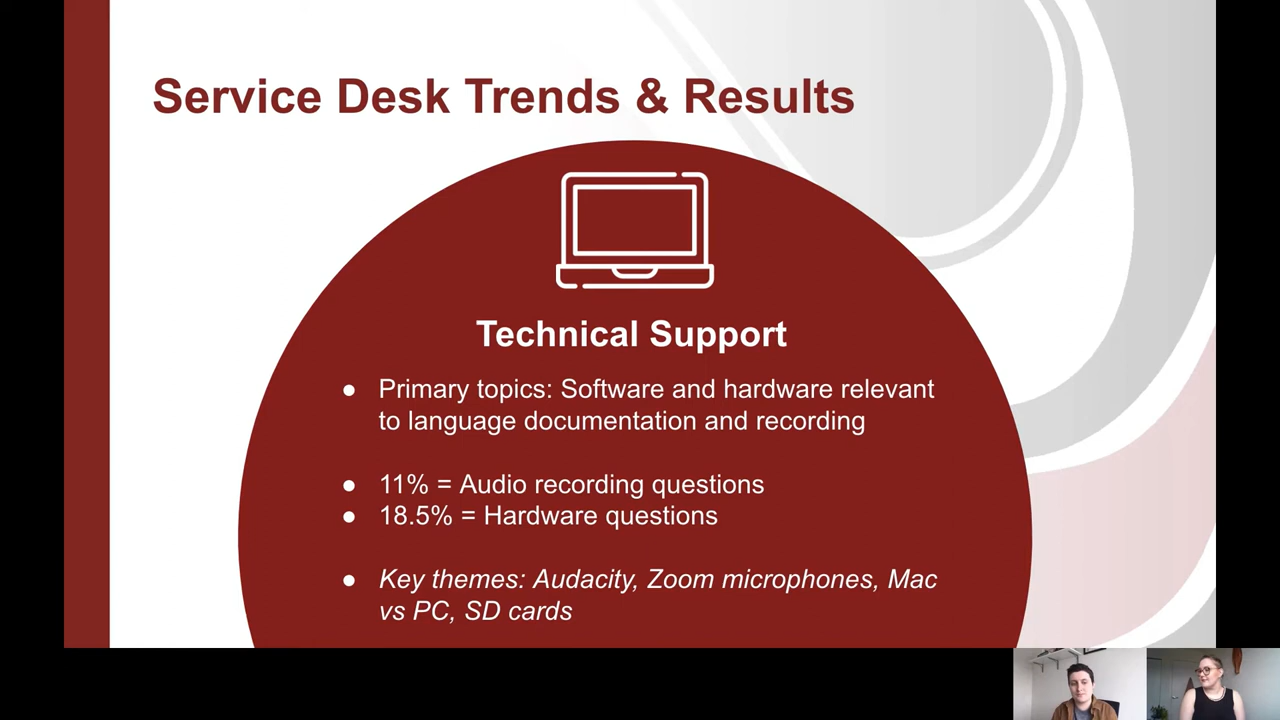 Service Desk Trends & Results
Technical Support
● Primary topics: Software and hardware relevant
to language documentation and recording
● 11% = Audio recording questions
● 18.5% = Hardware questions
● Key themes: Audacity, Zoom microphones, Mac
vs PC, SD cards